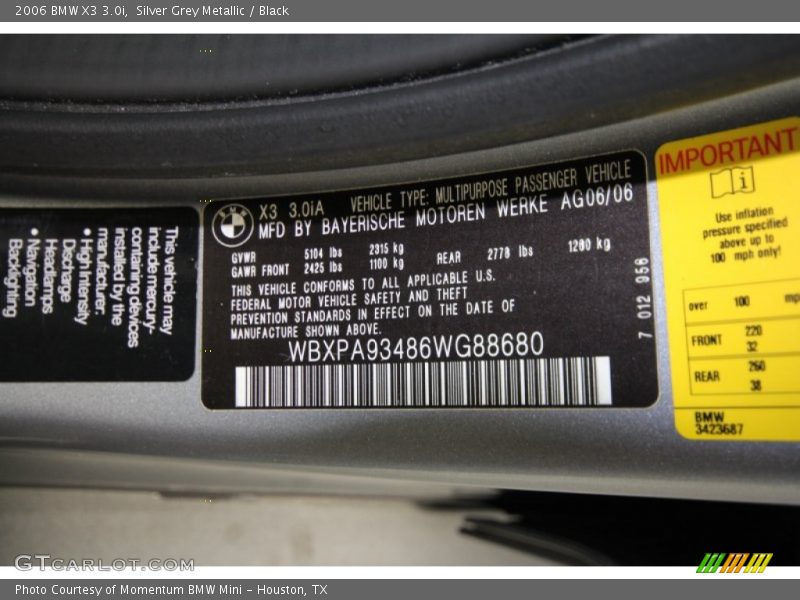 2006 BMW X3 3.0i, Silver Grey Metallic / Black
This vehicle may
include mercury-
containing devices
installed by the
manufacturer:
• High Intensity
Discharge
Headlamps
• Navigation
Backlighting
X3 3.0iA VEHICLE TYPE: MULTIPURPOSE PASSENGER VEHICLE
MFD BY BAYERISCHE MOTOREN WERKE AG06/06
GVWR 5104 lbs 2315 kg
GAWR FRONT 2425 lbs 1100 kg REAR 2778 lbs 1260 kg
THIS VEHICLE CONFORMS TO ALL APPLICABLE U.S.
FEDERAL MOTOR VEHICLE SAFETY AND THEFT
PREVENTION STANDARDS IN EFFECT ON THE DATE OF
MANUFACTURE SHOWN ABOVE.
WBXPA93486WG88680
7 012 956
IMPORTANT
i
Use inflation
pressure specified
above up to
100 mph only!
over 100 mp
FRONT 220
32
REAR 260
38
BMW
3423687
GTCARLOT.COM
Photo Courtesy of Momentum BMW Mini - Houston, TX